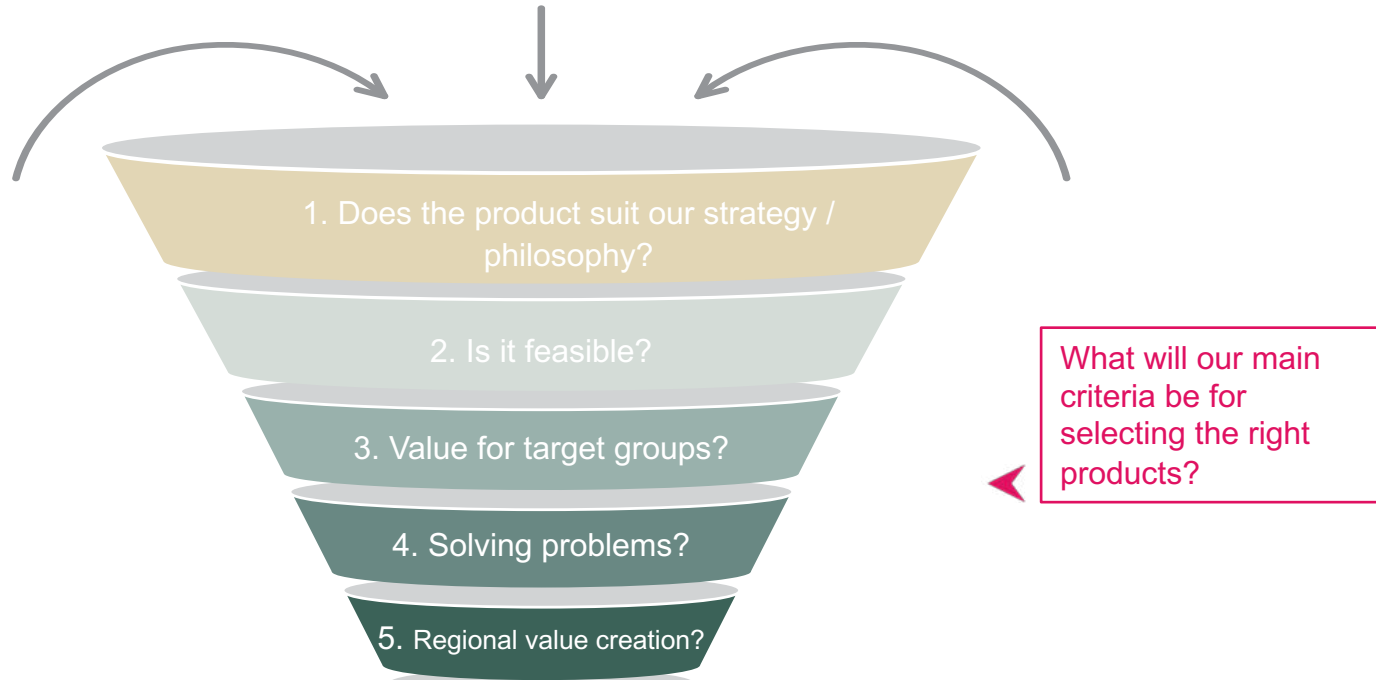 1. Does the product suit our strategy /
philosophy?
2. Is it feasible?
3. Value for target groups?
4. Solving problems?
5. Regional value creation?
What will our main
criteria be for
selecting the right
products?